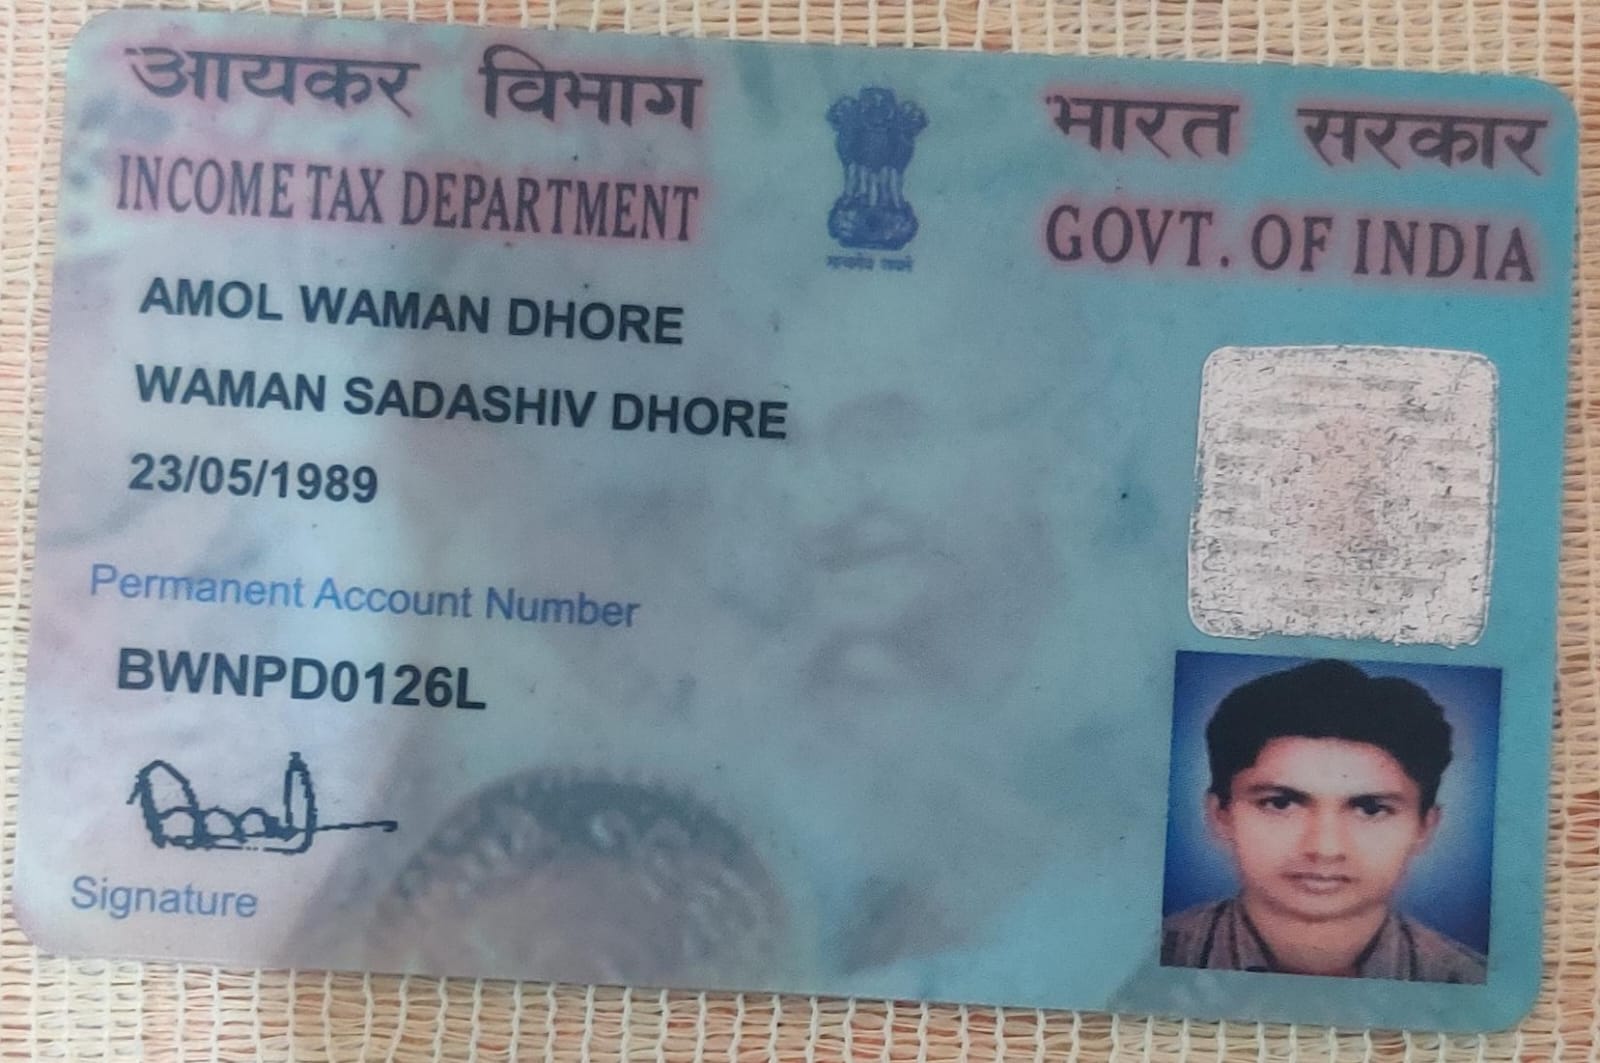 आयकर विभाग
INCOME TAX DEPARTMENT
भारत सरकार
GOVT. OF INDIA
AMOL WAMAN DHORE
WAMAN SADASHIV DHORE
23/05/1989
Permanent Account Number
BWNPD0126L
Signature